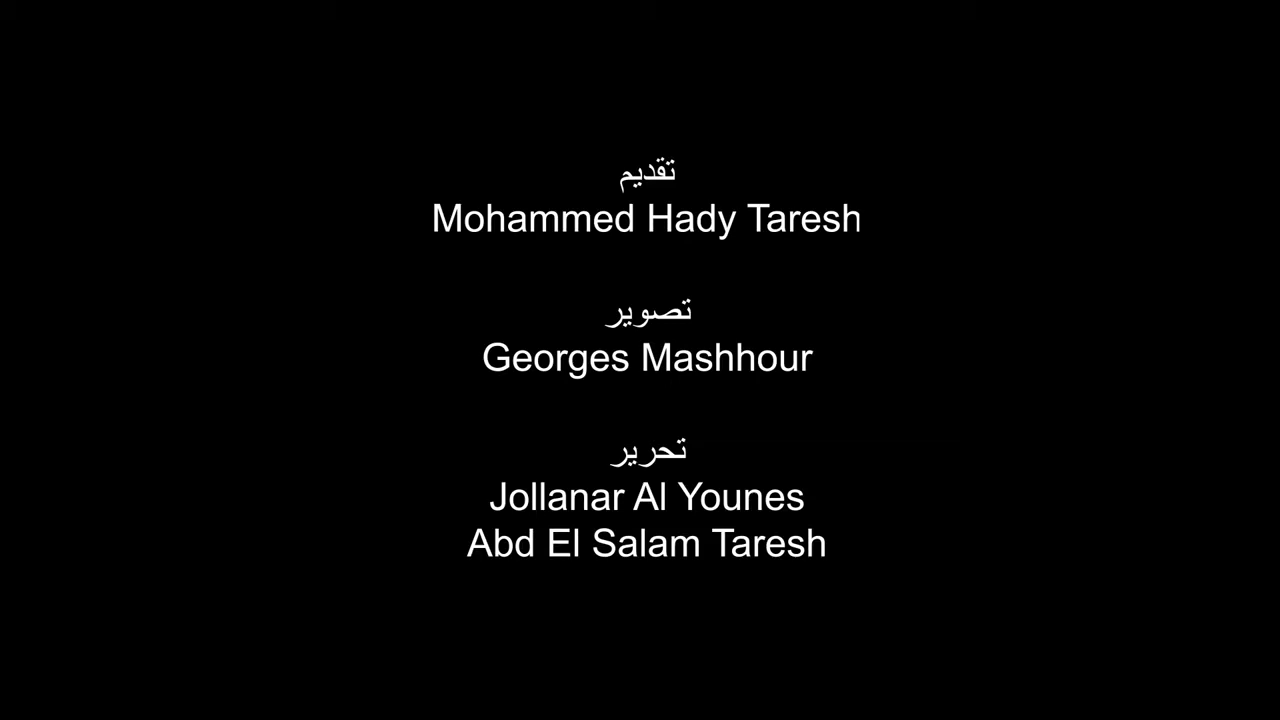 تقديم
Mohammed Hady Taresh
تصوير
Georges Mashhour
تحرير
Jollanar Al Younes
Abd El Salam Taresh